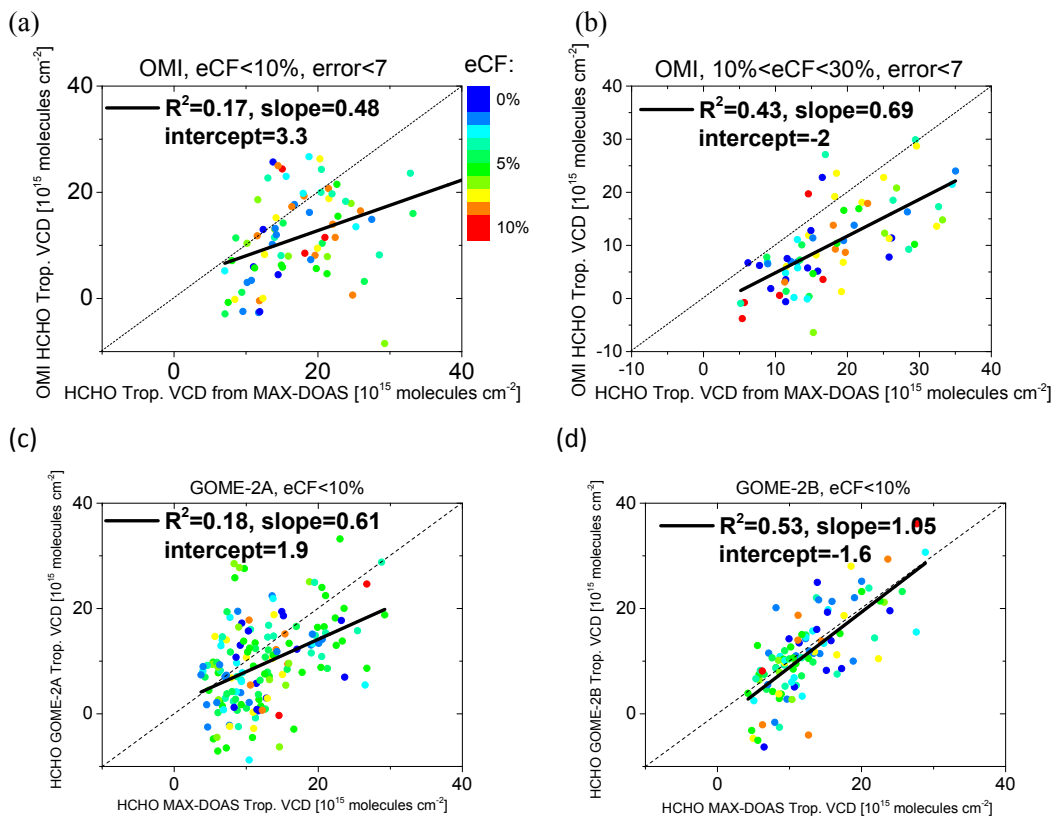 (a)
OMI, eCF<10%, error<7
R²=0.17, slope=0.48
intercept=3.3
OMI HCHO Trop. VCD [10¹⁵ molecules cm⁻²]
40
30
20
10
0
-10
0
20
40
HCHO Trop. VCD from MAX-DOAS [10¹⁵ molecules cm⁻²]
eCF:
0%
5%
10%
(b)
OMI, 10%<eCF<30%, error<7
R²=0.43, slope=0.69
intercept=-2
OMI HCHO Trop. VCD [10¹⁵ molecules cm⁻²]
40
30
20
10
0
-10
-10
0
10
20
30
40
HCHO Trop. VCD from MAX-DOAS [10¹⁵ molecules cm⁻²]
(c)
GOME-2A, eCF<10%
R²=0.18, slope=0.61
intercept=1.9
HCHO GOME-2A Trop. VCD [10¹⁵ molecules cm⁻²]
40
20
0
0
20
40
HCHO MAX-DOAS Trop. VCD [10¹⁵ molecules cm⁻²]
(d)
GOME-2B, eCF<10%
R²=0.53, slope=1.05
intercept=-1.6
HCHO GOME-2B Trop. VCD [10¹⁵ molecules cm⁻²]
40
20
0
0
20
40
HCHO MAX-DOAS Trop. VCD [10¹⁵ molecules cm⁻²]